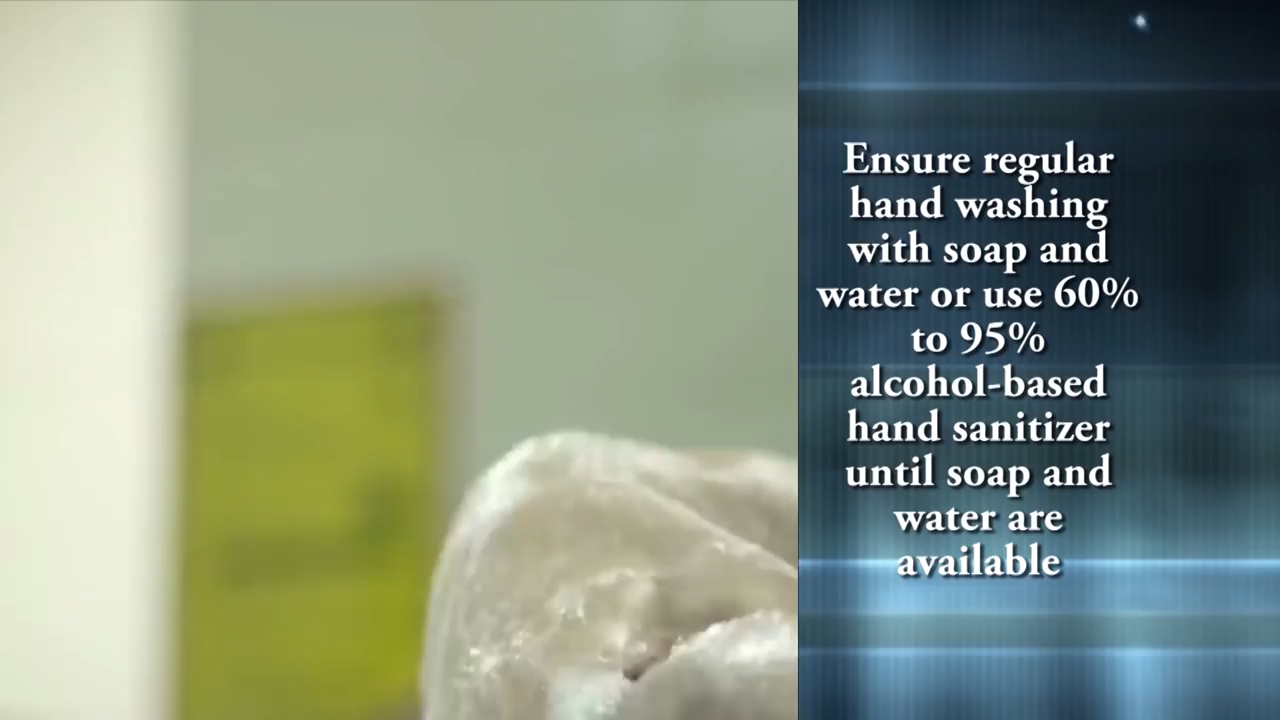 Ensure regular
hand washing
with soap and
water or use 60%
to 95%
alcohol-based
hand sanitizer
until soap and
water are
available